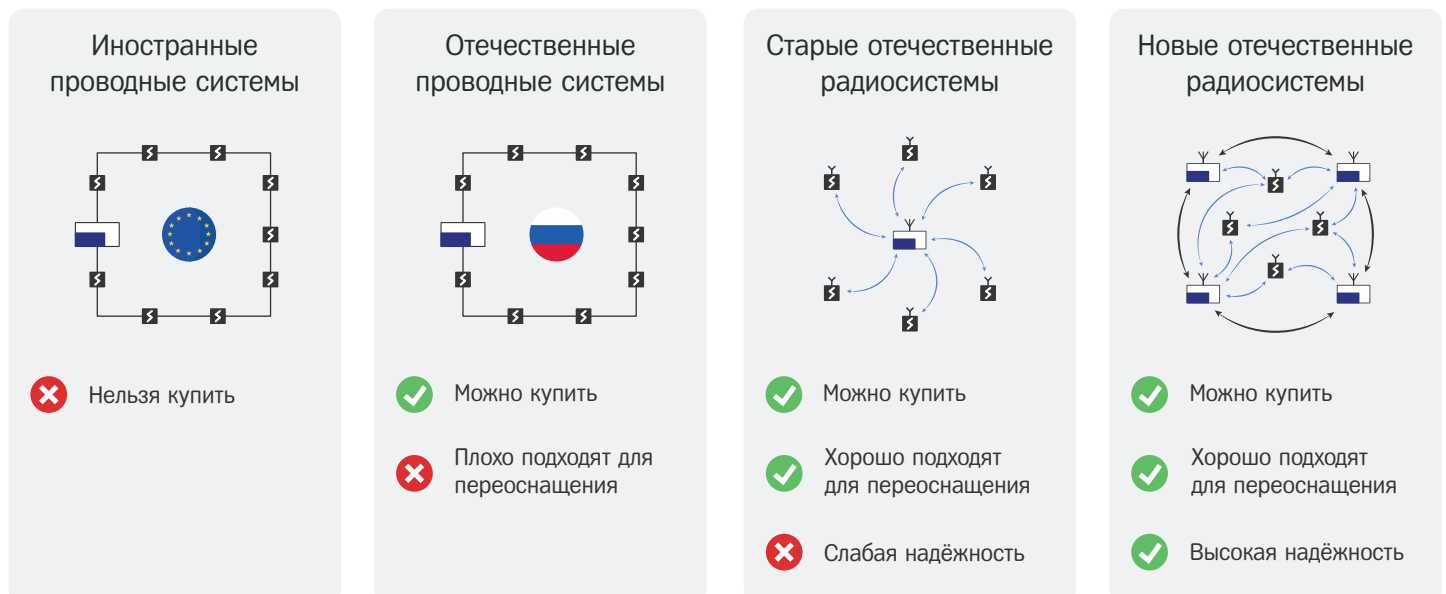 Иностранные
проводные системы
Нельзя купить
Отечественные
проводные системы
Можно купить
Плохо подходят для
переоснащения
Старые отечественные
радиосистемы
Можно купить
Хорошо подходят
для переоснащения
Слабая надёжность
Новые отечественные
радиосистемы
Можно купить
Хорошо подходят
для переоснащения
Высокая надёжность